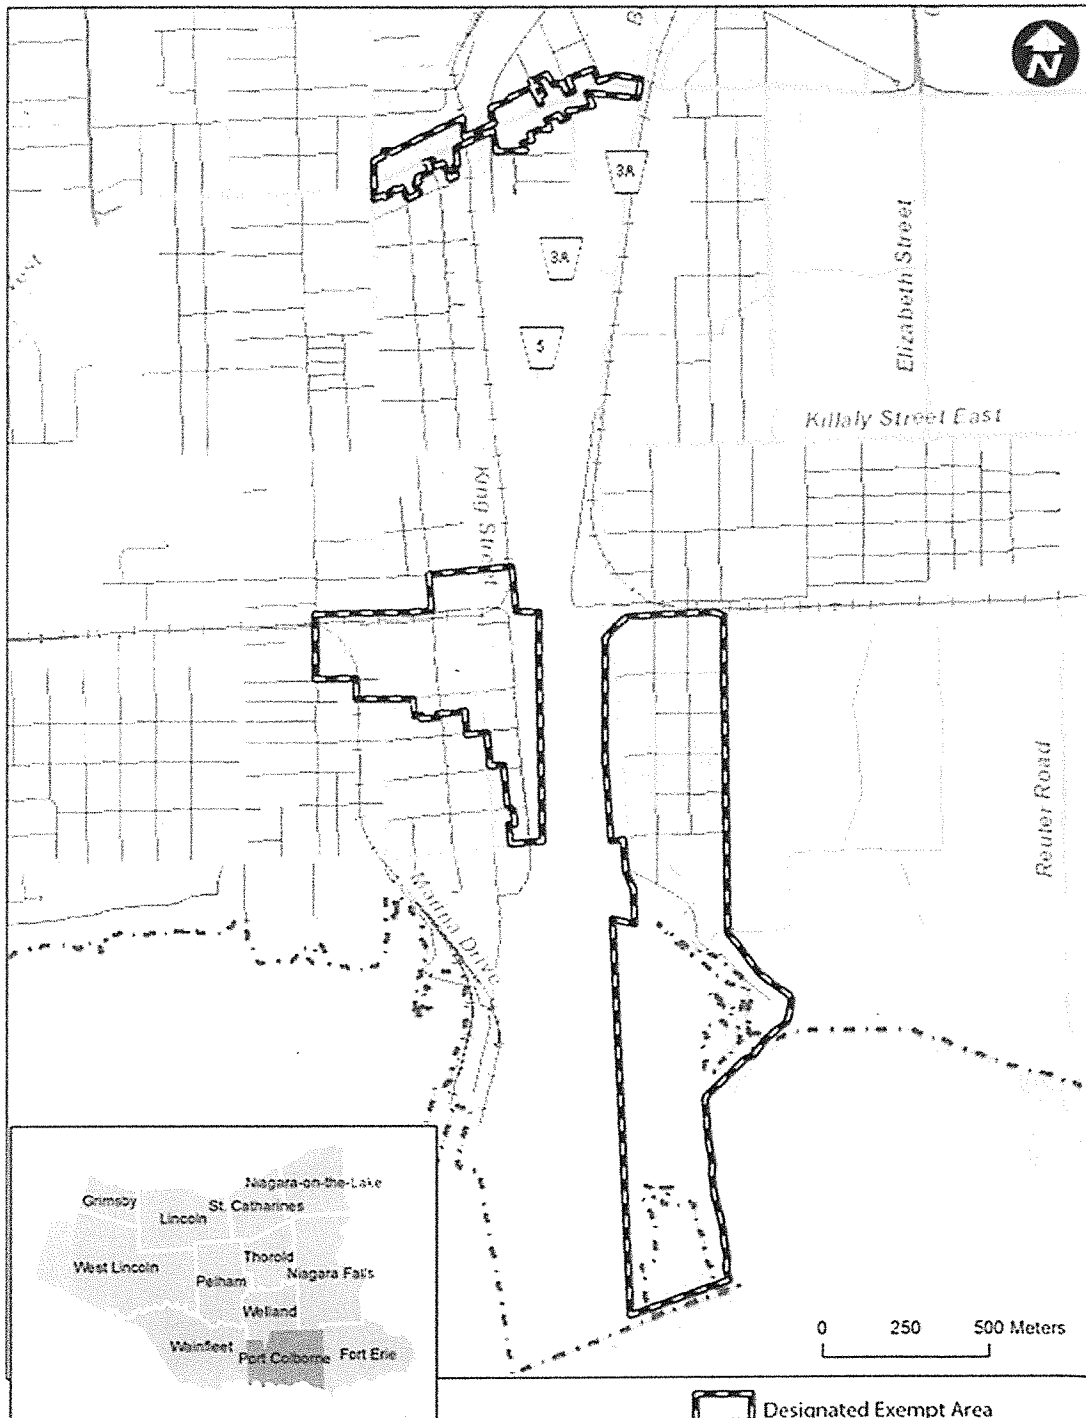 N
3A
3A
5
Elizabeth Street
Killaly Street East
King Street
Reuter Road
Marina Drive
Niagara-on-the-Lake
Grimsby
St. Catharines
Lincoln
Thorold
West Lincoln
Niagara Falls
Pelham
Welland
Wainfleet
Port Colborne
Fort Erie
0 250 500 Meters
Designated Exempt Area